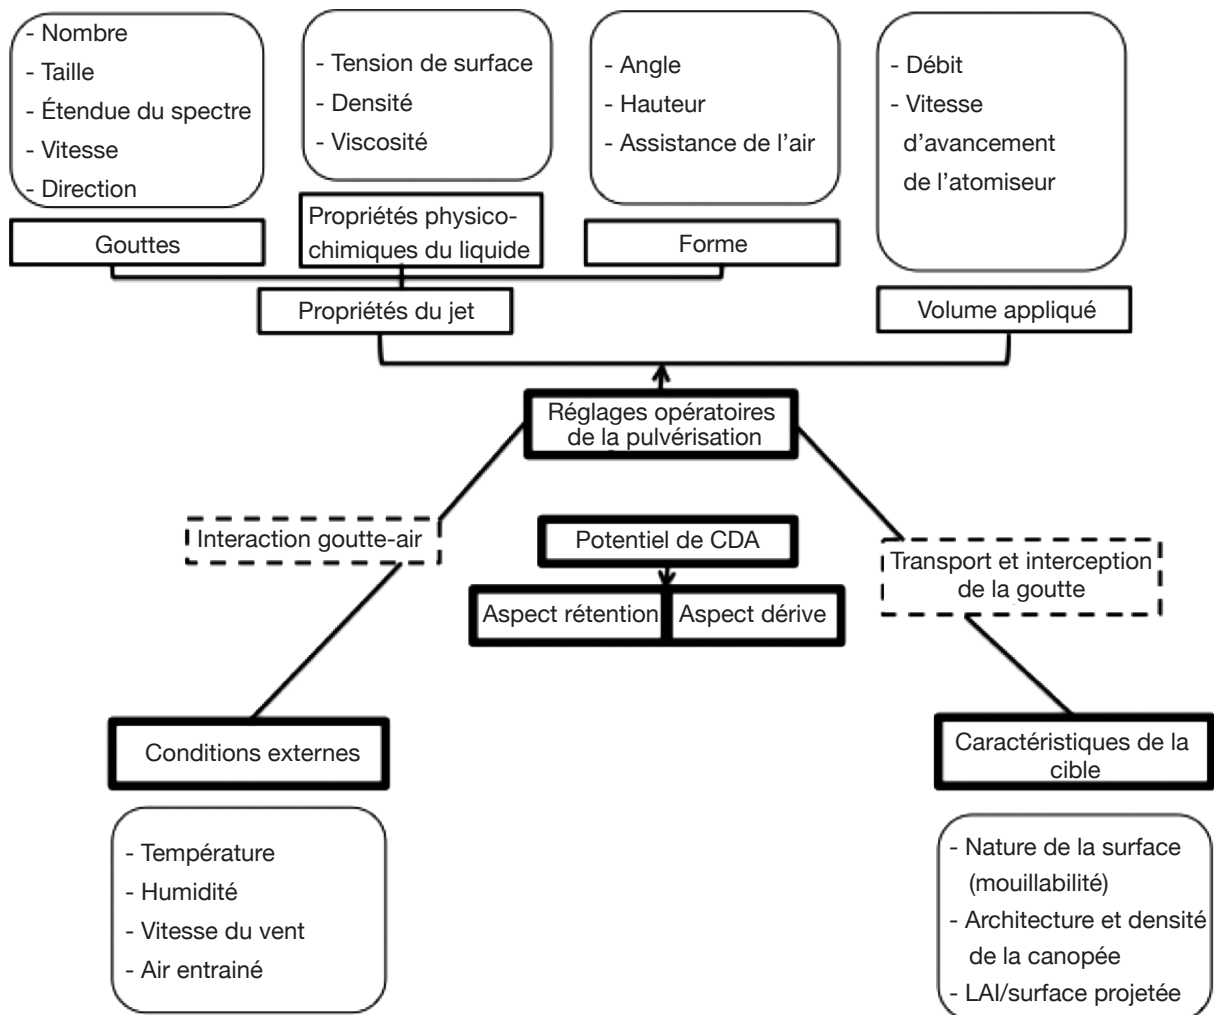 - Nombre
- Taille
- Étendue du spectre
- Vitesse
- Direction
Gouttes
- Tension de surface
- Densité
- Viscosité
Propriétés physico-
chimiques du liquide
- Angle
- Hauteur
- Assistance de l'air
Forme
- Débit
- Vitesse
d'avancement
de l'atomiseur
Propriétés du jet
Volume appliqué
Réglages opératoires
de la pulvérisation
Interaction goutte-air
Potentiel de CDA
Aspect rétention
Aspect dérive
Transport et interception
de la goutte
Conditions externes
- Température
- Humidité
- Vitesse du vent
- Air entrainé
Caractéristiques de la
cible
- Nature de la surface
(mouillabilité)
- Architecture et densité
de la canopée
- LAI/surface projetée